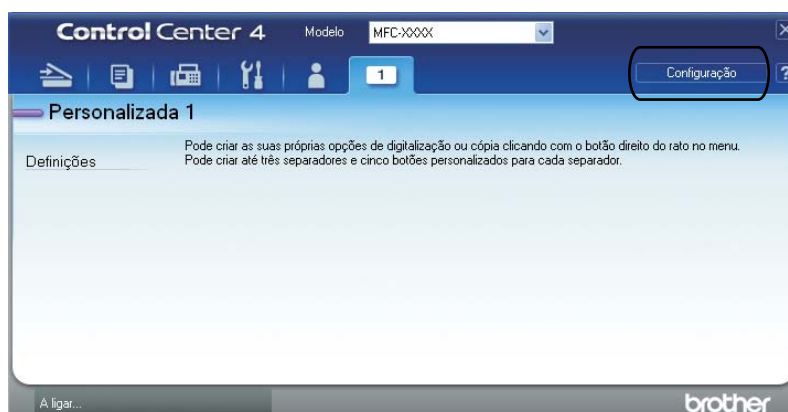 Control Center 4 Modelo MFC-XXXX
1 Configuração ?
Personalizada 1
Definições
Pode criar as suas próprias opções de digitalização ou cópia clicando com o botão direito do rato no menu.
Pode criar até três separadores e cinco botões personalizados para cada separador.
A ligar...
brother